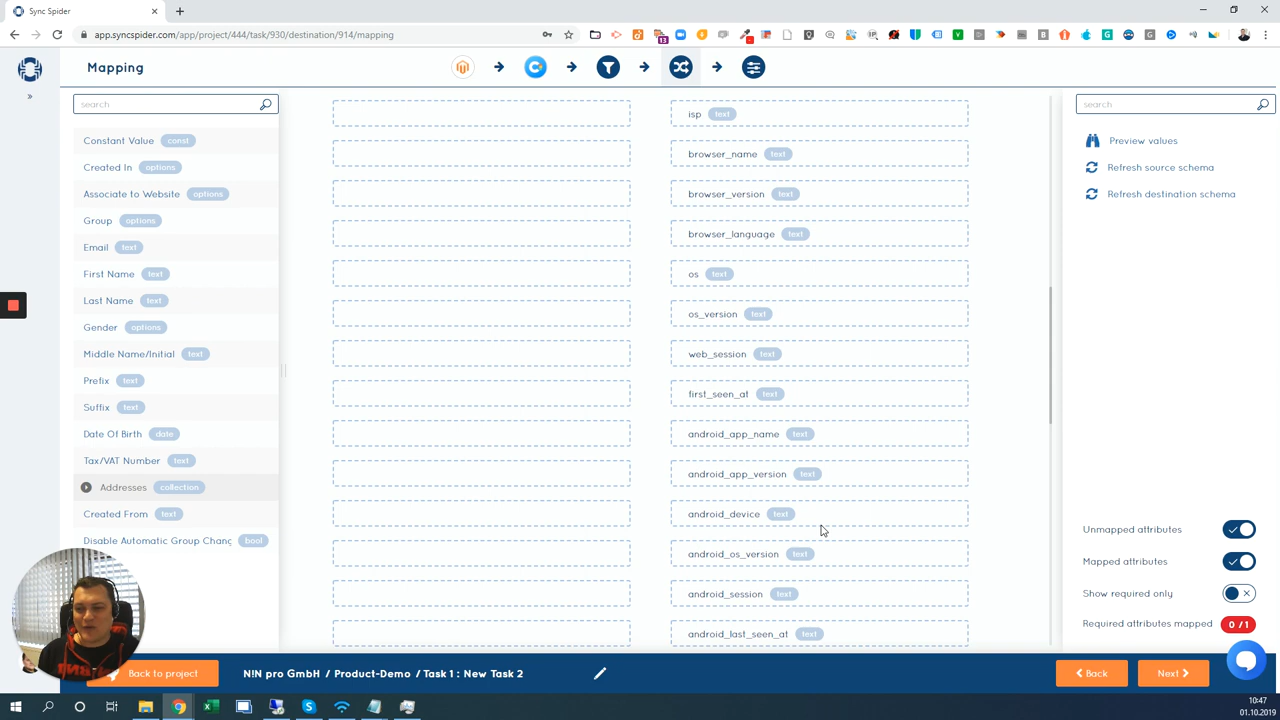 Sync Spider
app.syncspider.com/app/project/444/task/930/destination/914/mapping
13
Mapping
search
Constant Value const
Created In options
Associate to Website options
Group options
Email text
First Name text
Last Name text
Gender options
Middle Name/Initial text
Prefix text
Suffix text
Date Of Birth date
Tax/VAT Number text
Addresses collection
Created From text
Disable Automatic Group Chang bool
isp text
browser_name text
browser_version text
browser_language text
os text
os_version text
web_session text
first_seen_at text
android_app_name text
android_app_version text
android_device text
android_os_version text
android_session text
android_last_seen_at text
search
Preview values
Refresh source schema
Refresh destination schema
Unmapped attributes
Mapped attributes
Show required only
Required attributes mapped 0 / 1
Back to project
N!N pro GmbH / Product-Demo / Task 1 : New Task 2
Back
Next
10:47
01.10.2019